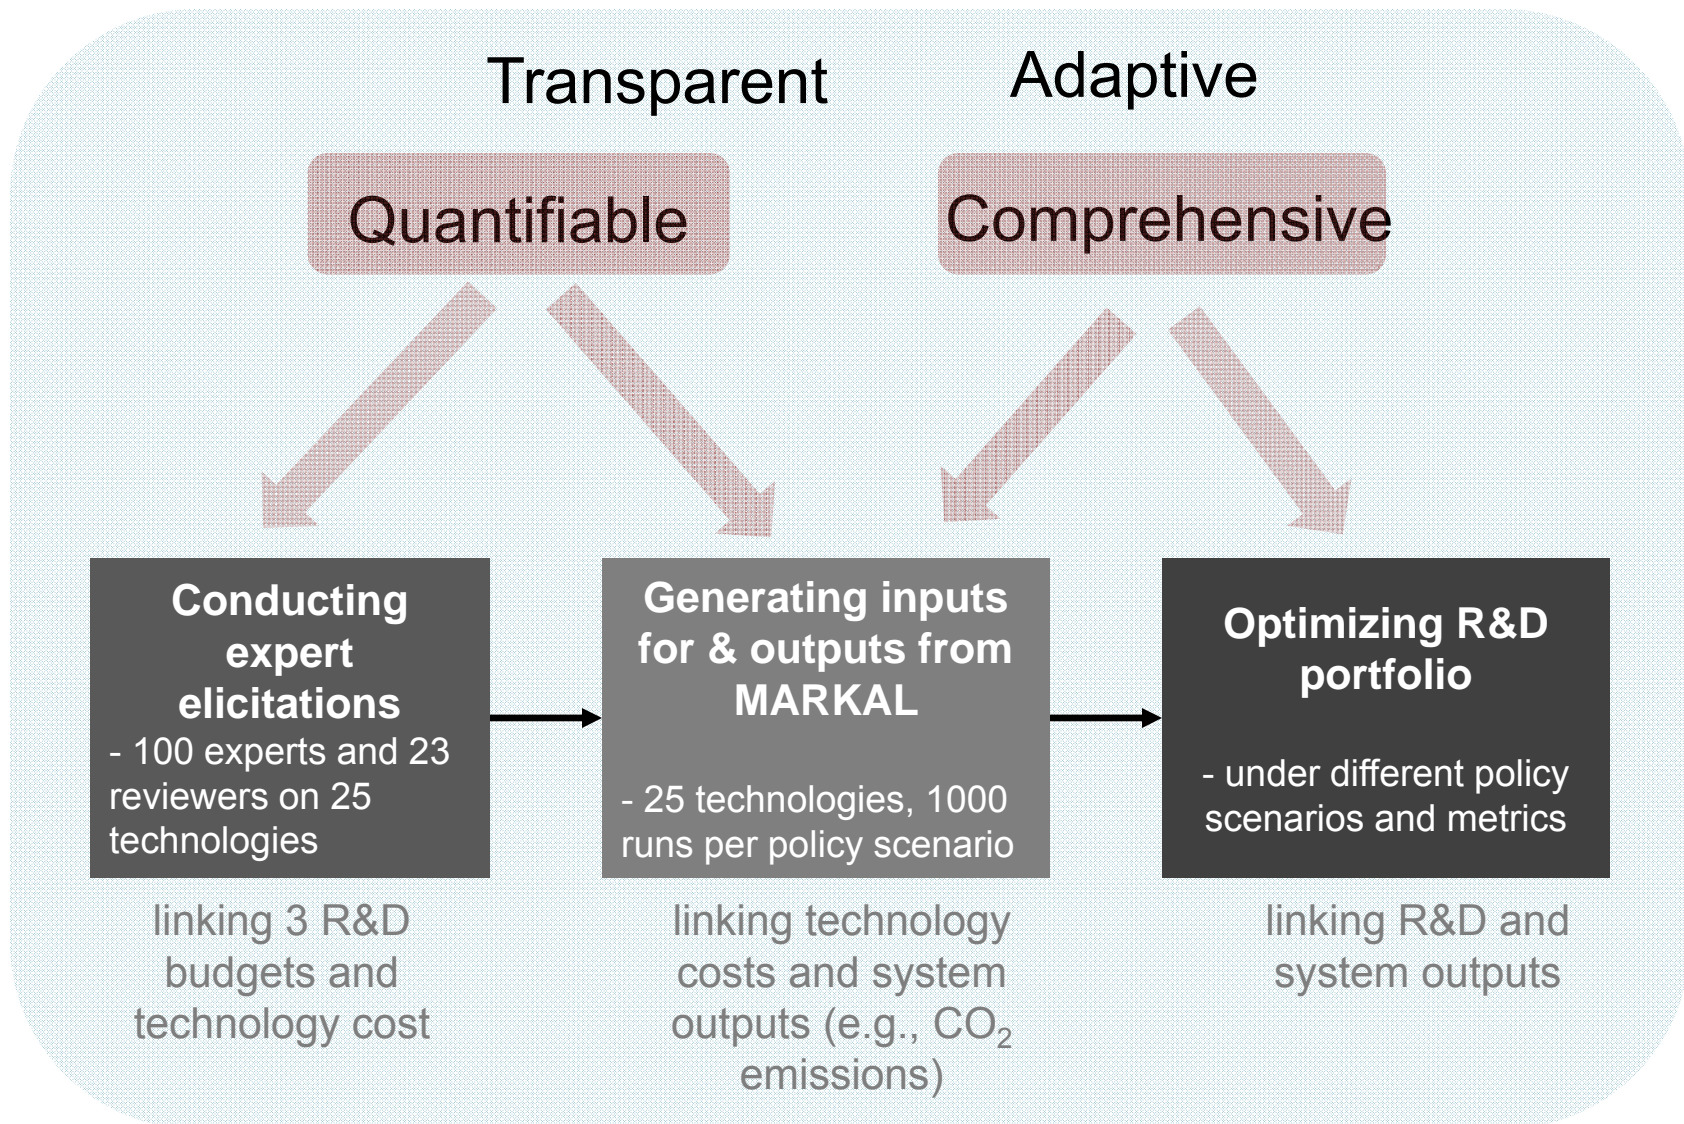 Transparent
Adaptive
Quantifiable
Comprehensive
Conducting
expert
elicitations
- 100 experts and 23
reviewers on 25
technologies
Generating inputs
for & outputs from
MARKAL
- 25 technologies, 1000
runs per policy scenario
Optimizing R&D
portfolio
- under different policy
scenarios and metrics
linking 3 R&D
budgets and
technology cost
linking technology
costs and system
outputs (e.g., CO₂
emissions)
linking R&D and
system outputs